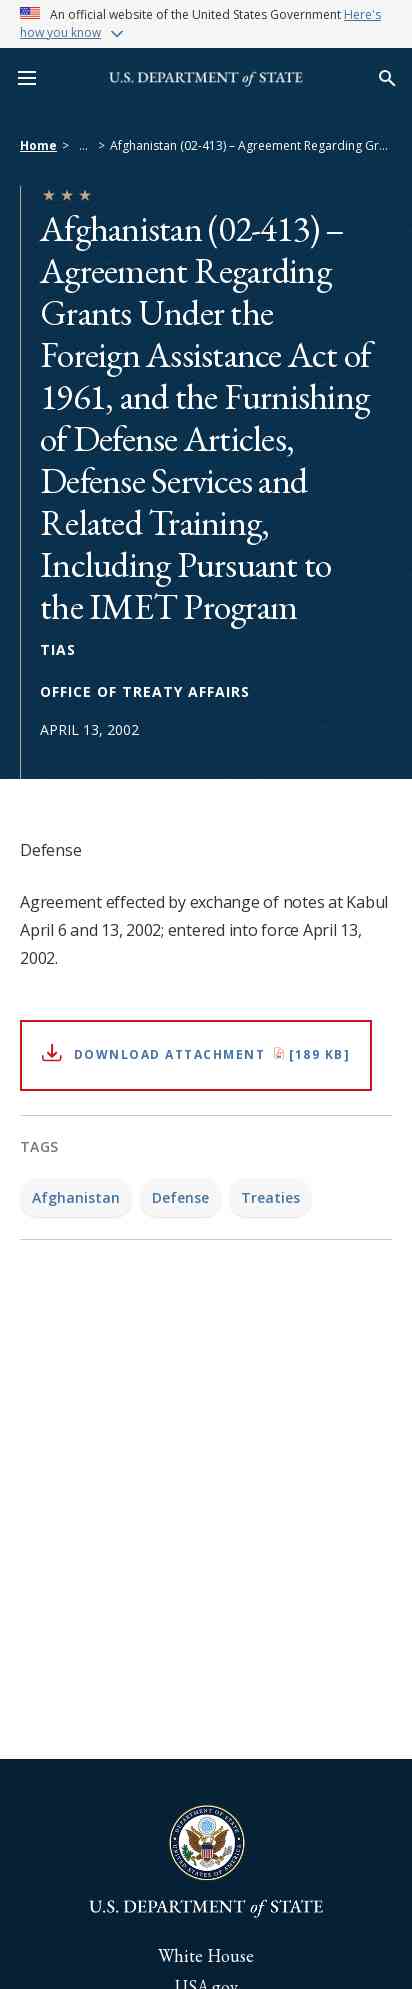 An official website of the United States Government Here's
how you know
U.S. DEPARTMENT of STATE
Home > ... > Afghanistan (02-413) – Agreement Regarding Gr...
Afghanistan (02-413) –
Agreement Regarding
Grants Under the
Foreign Assistance Act of
1961, and the Furnishing
of Defense Articles,
Defense Services and
Related Training,
Including Pursuant to
the IMET Program
TIAS
OFFICE OF TREATY AFFAIRS
APRIL 13, 2002
Defense
Agreement effected by exchange of notes at Kabul
April 6 and 13, 2002; entered into force April 13,
2002.
DOWNLOAD ATTACHMENT [189 KB]
TAGS
Afghanistan Defense Treaties
DEPARTMENT OF STATE
UNITED STATES OF AMERICA
U.S. DEPARTMENT of STATE
White House
USA.gov